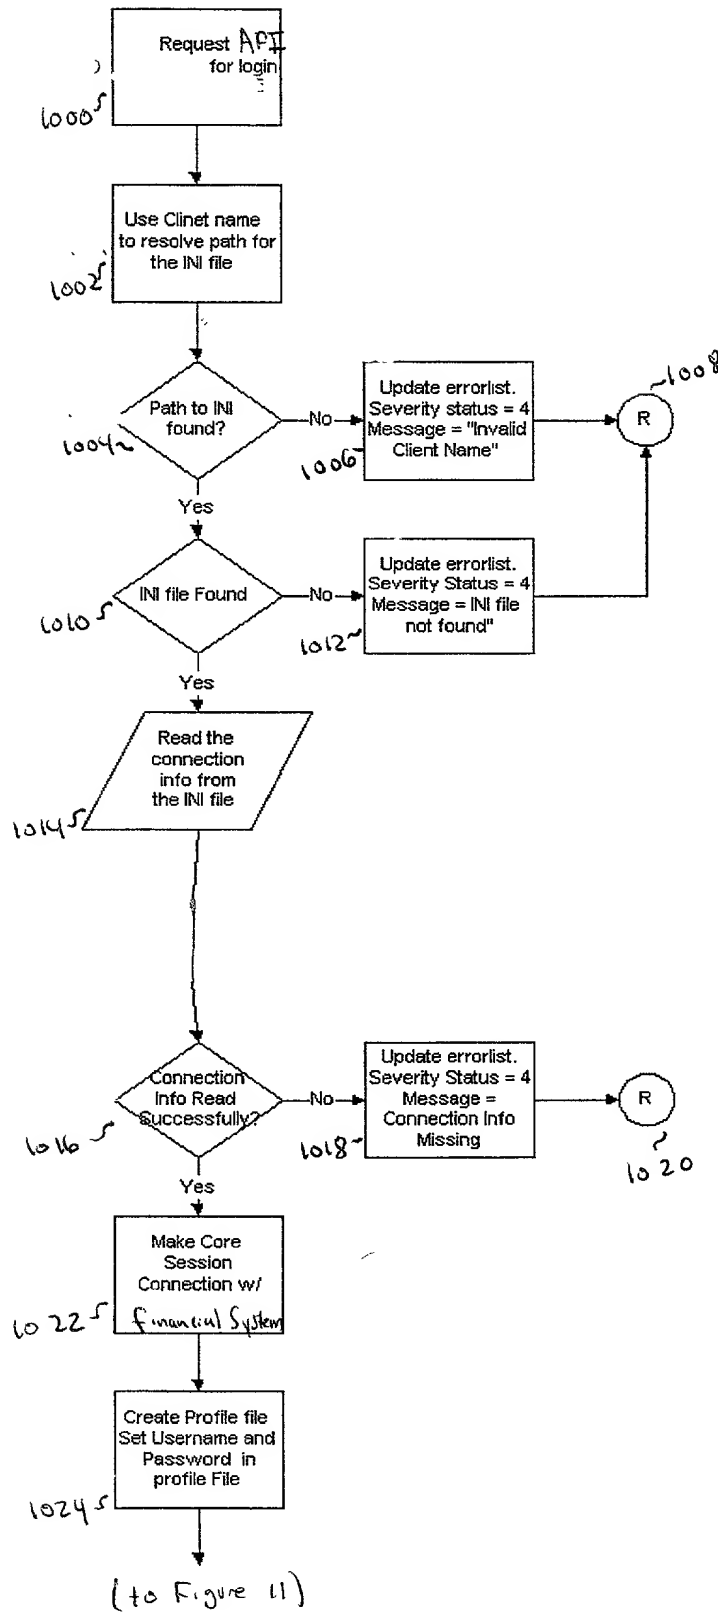 Request API
for login
1000
Use Clinet name
to resolve path for
the INI file
1002
Path to INI
found?
1004
No
Update errorlist.
Severity status = 4
Message = "Invalid
Client Name"
1006
R
1008
Yes
INI file Found
1010
No
Update errorlist.
Severity Status = 4
Message = INI file
not found"
1012
Yes
Read the
connection
info from
the INI file
1014
Connection
Info Read
Successfully?
1016
No
Update errorlist.
Severity Status = 4
Message =
Connection Info
Missing
1018
R
1020
Yes
Make Core
Session
Connection w/
financial System
1022
Create Profile file
Set Username and
Password in
profile File
1024
(to Figure 11)